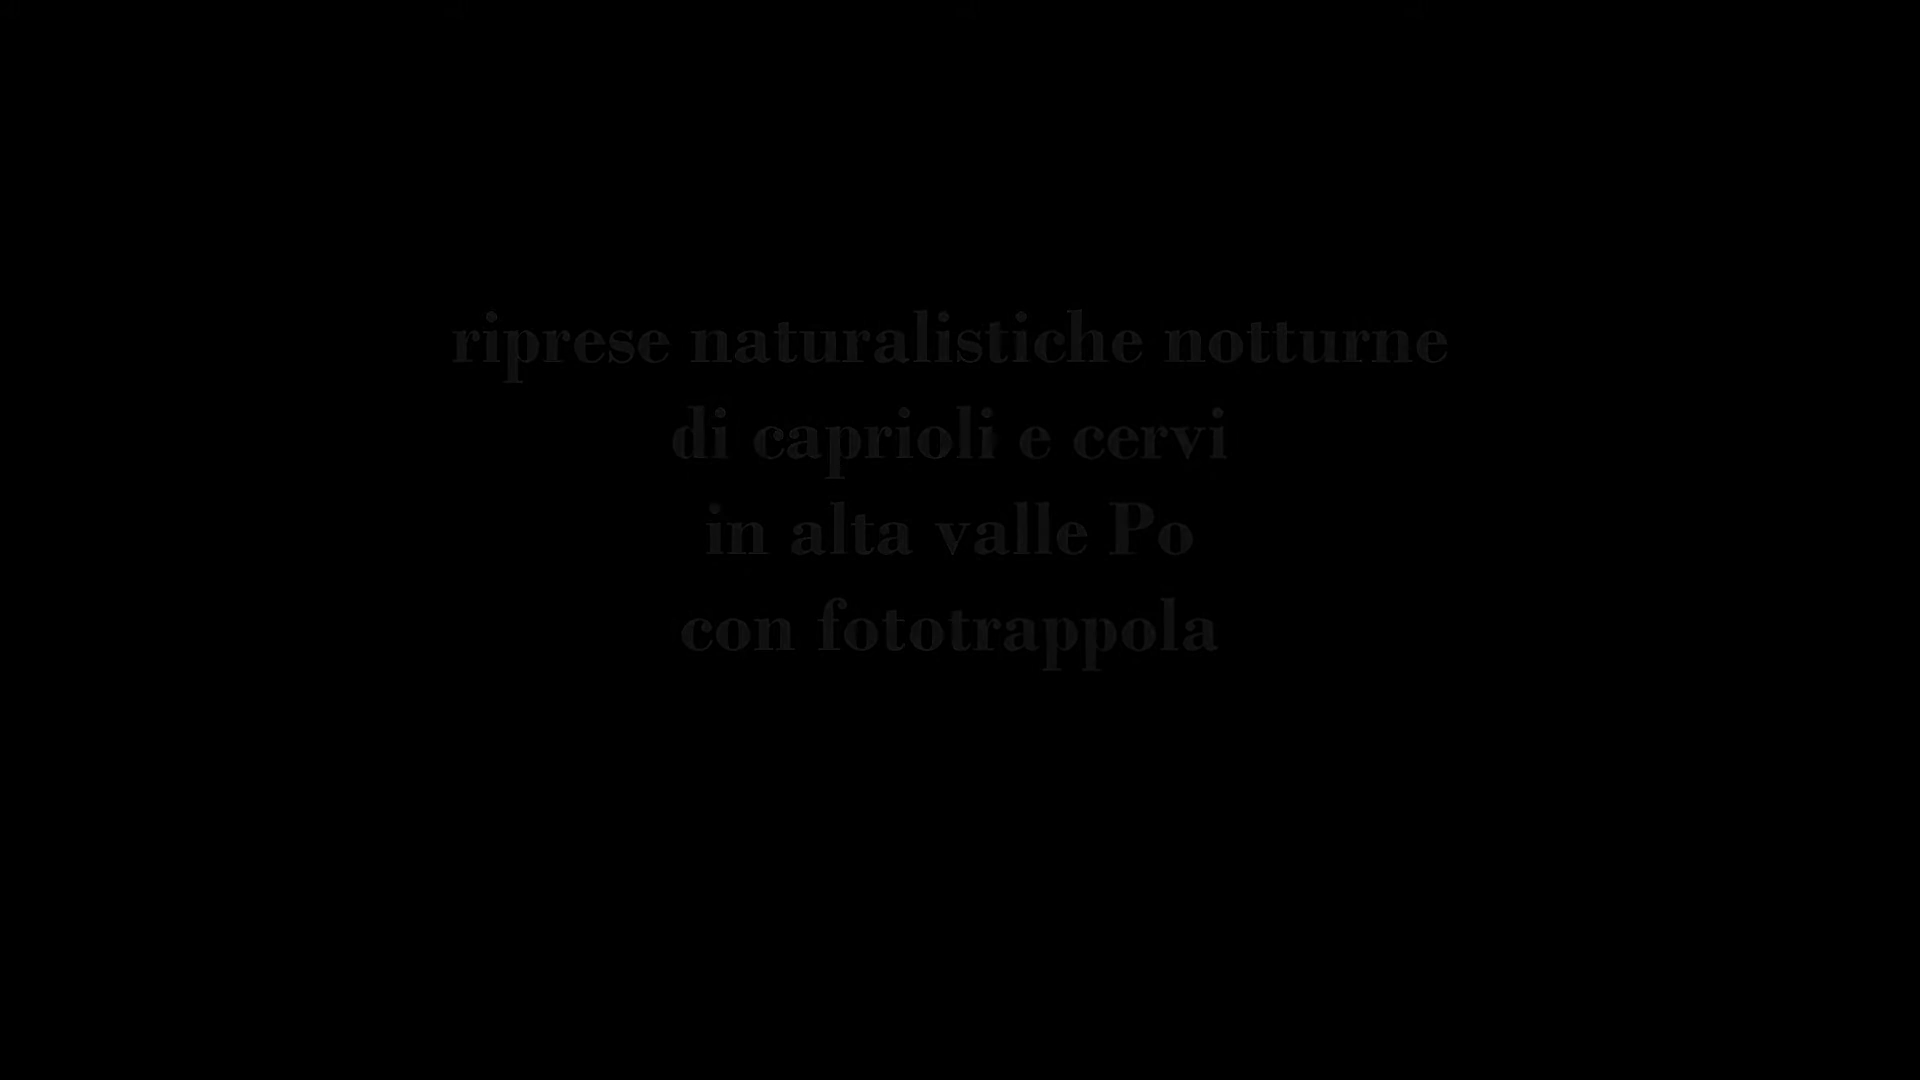 riprese naturalistiche notturne
di caprioli e cervi
in alta valle Po
con fototrappola